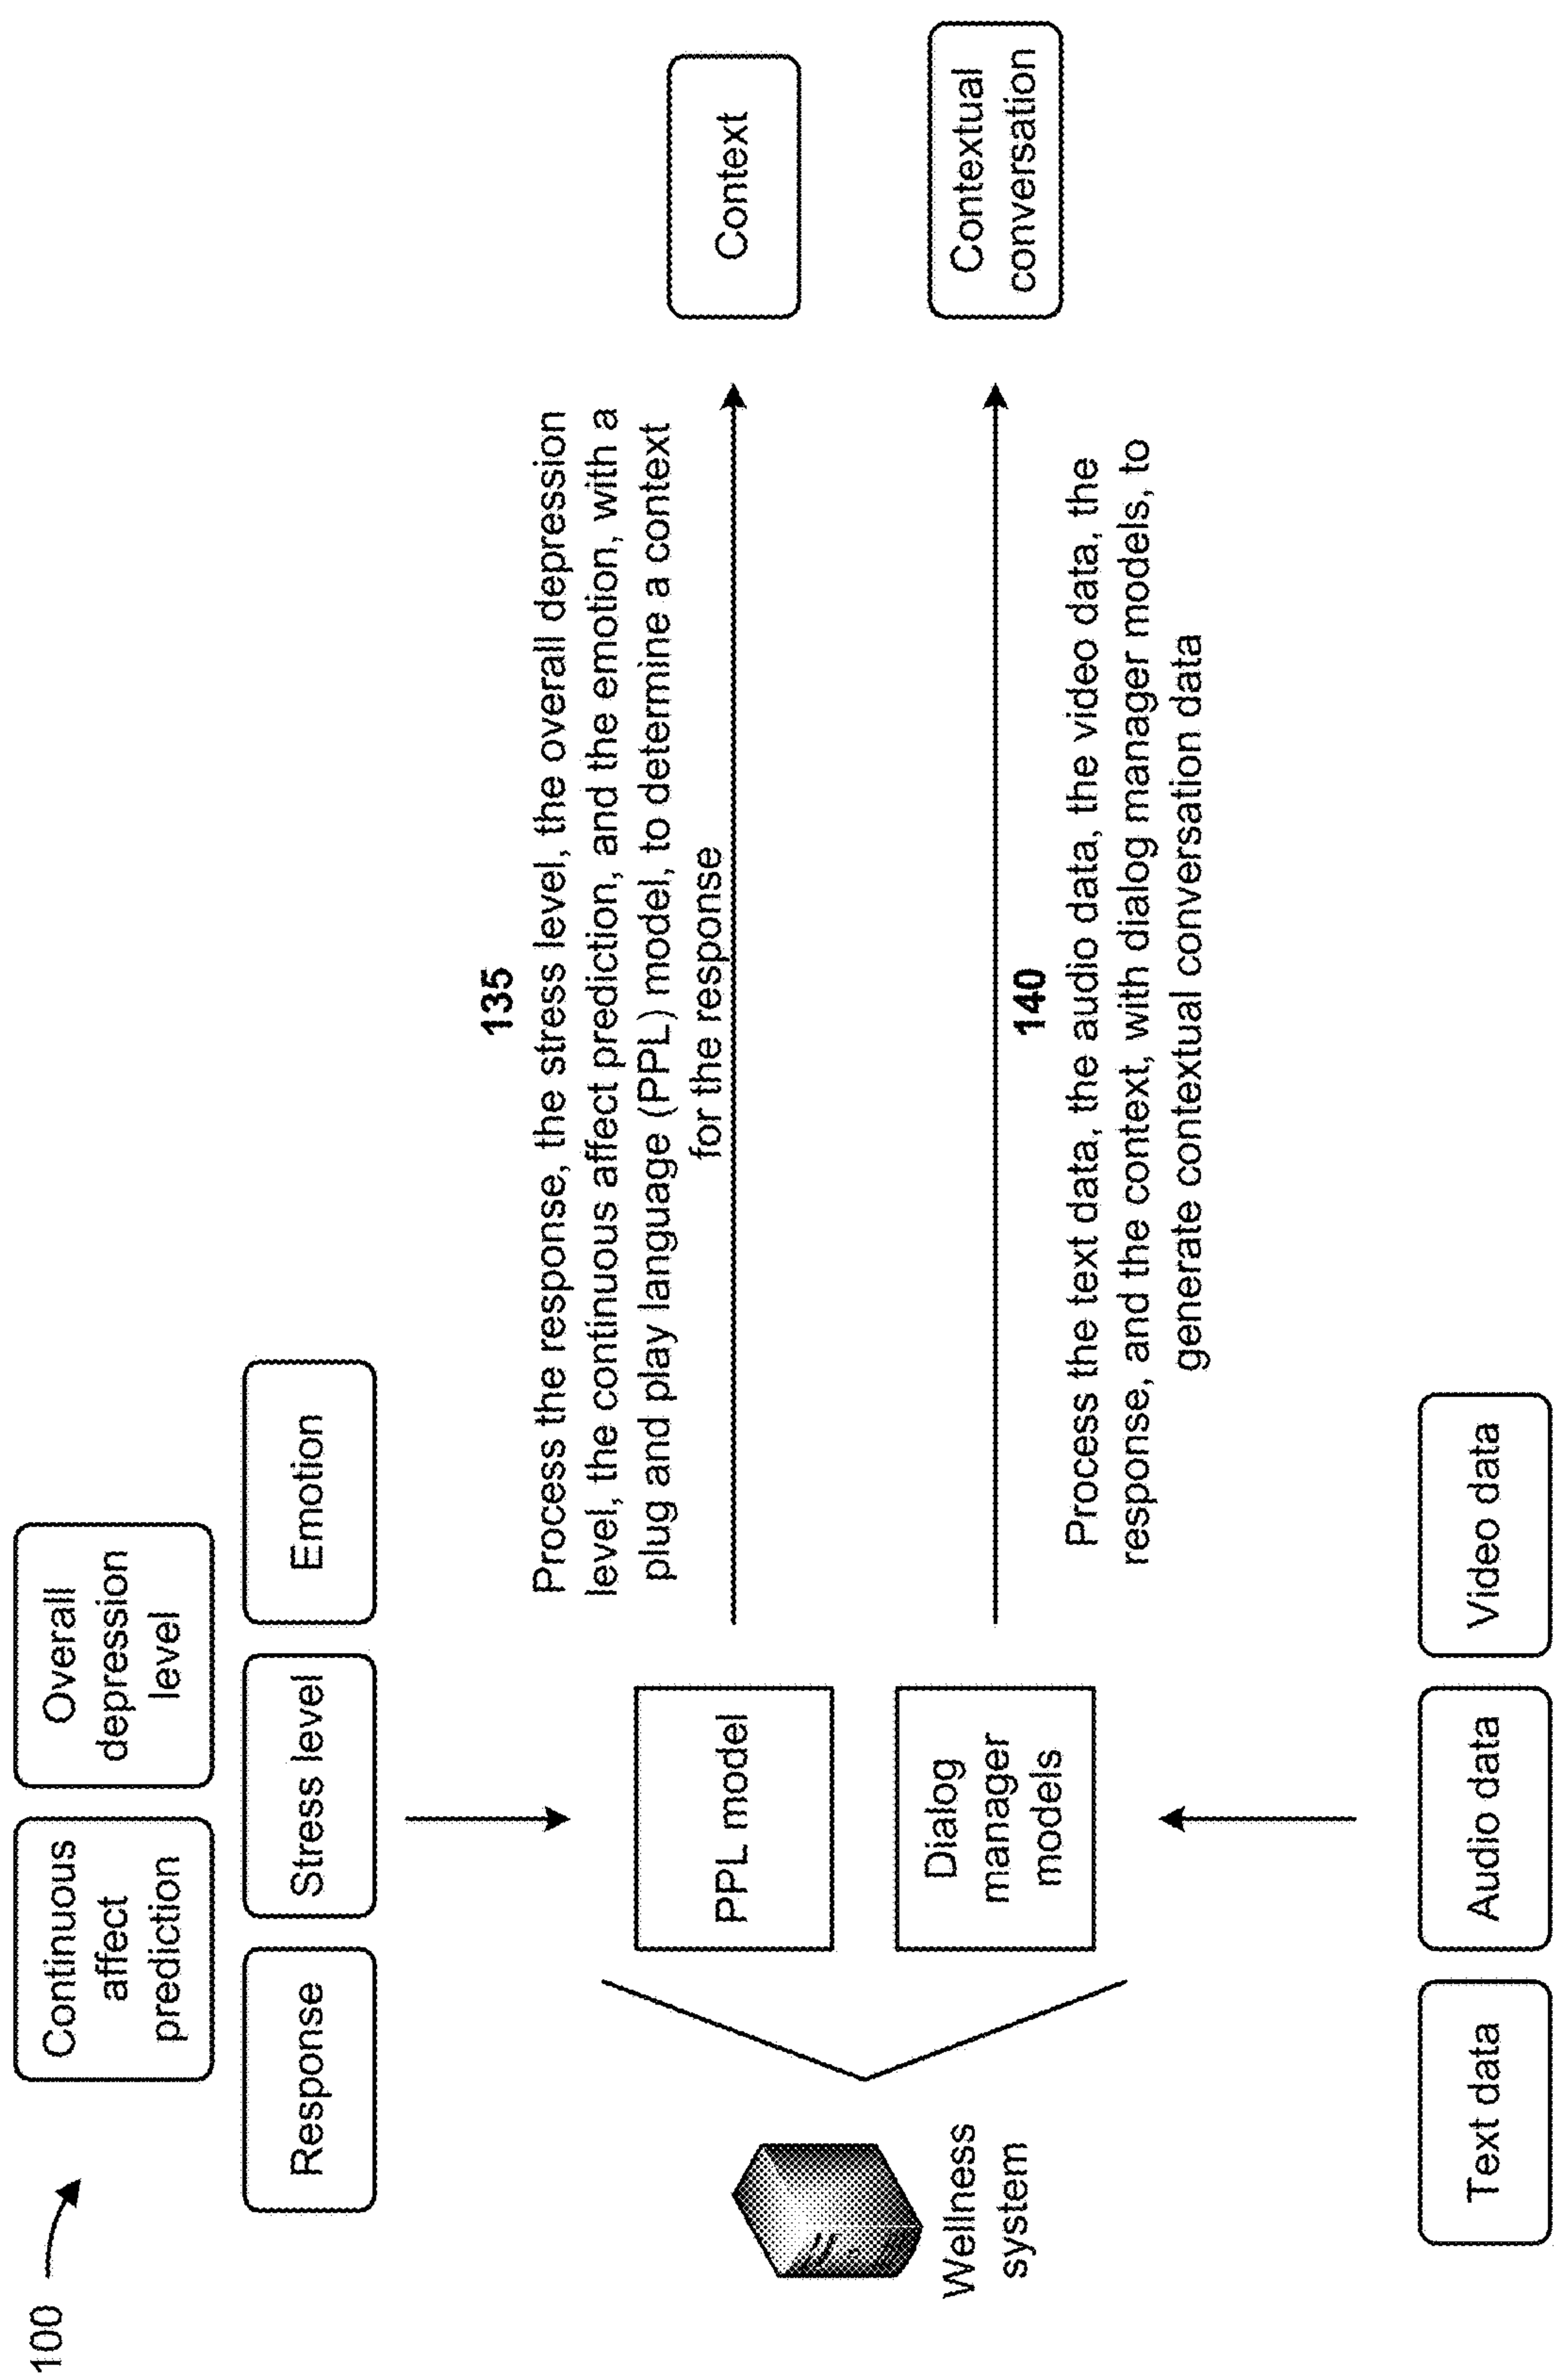 100
Continuous
affect
prediction
Overall
depression
level
Response
Stress level
Emotion
135
Process the response, the stress level, the overall depression
level, the continuous affect prediction, and the emotion, with a
plug and play language (PPL) model, to determine a context
for the response
PPL model
Context
Wellness
system
Dialog
manager
models
Contextual
conversation
140
Process the text data, the audio data, the video data, the
response, and the context, with dialog manager models, to
generate contextual conversation data
Text data
Audio data
Video data